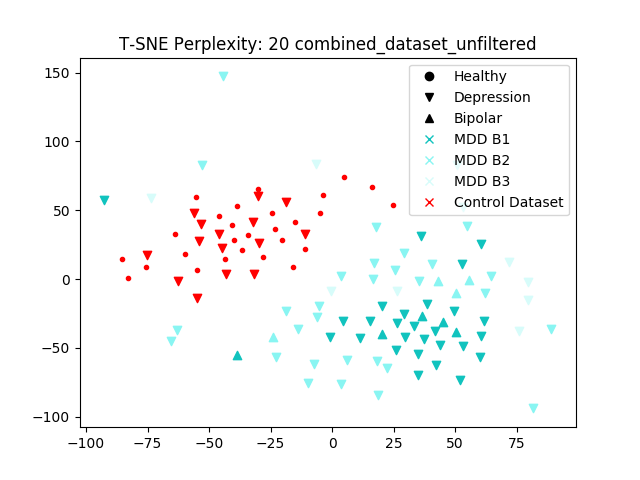 T-SNE Perplexity: 20 combined_dataset_unfiltered
150
100
50
0
−50
−100
−100
−75
−50
−25
0
25
50
75
Healthy
Depression
Bipolar
MDD B1
MDD B2
MDD B3
Control Dataset